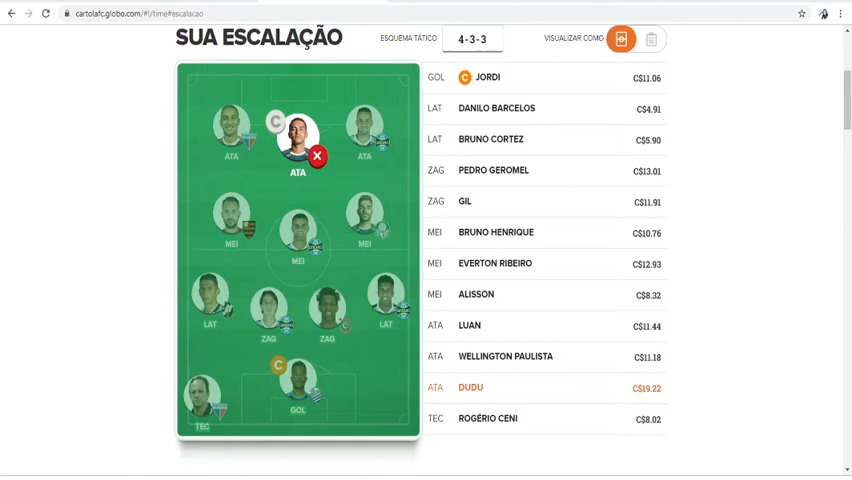 cartolafc.globo.com/#!/time#escalacao
SUA ESCALAÇÃO
ESQUEMA TÁTICO
4-3-3
VISUALIZAR COMO
ATA
C
ATA
ATA
MEI
MEI
MEI
LAT
ZAG
ZAG
LAT
C
GOL
TEC
GOL C JORDI C$11.06
LAT DANILO BARCELOS C$4.91
LAT BRUNO CORTEZ C$5.90
ZAG PEDRO GEROMEL C$13.01
ZAG GIL C$11.91
MEI BRUNO HENRIQUE C$10.76
MEI EVERTON RIBEIRO C$12.93
MEI ALISSON C$8.32
ATA LUAN C$11.44
ATA WELLINGTON PAULISTA C$11.18
ATA DUDU C$19.22
TEC ROGÉRIO CENI C$8.02